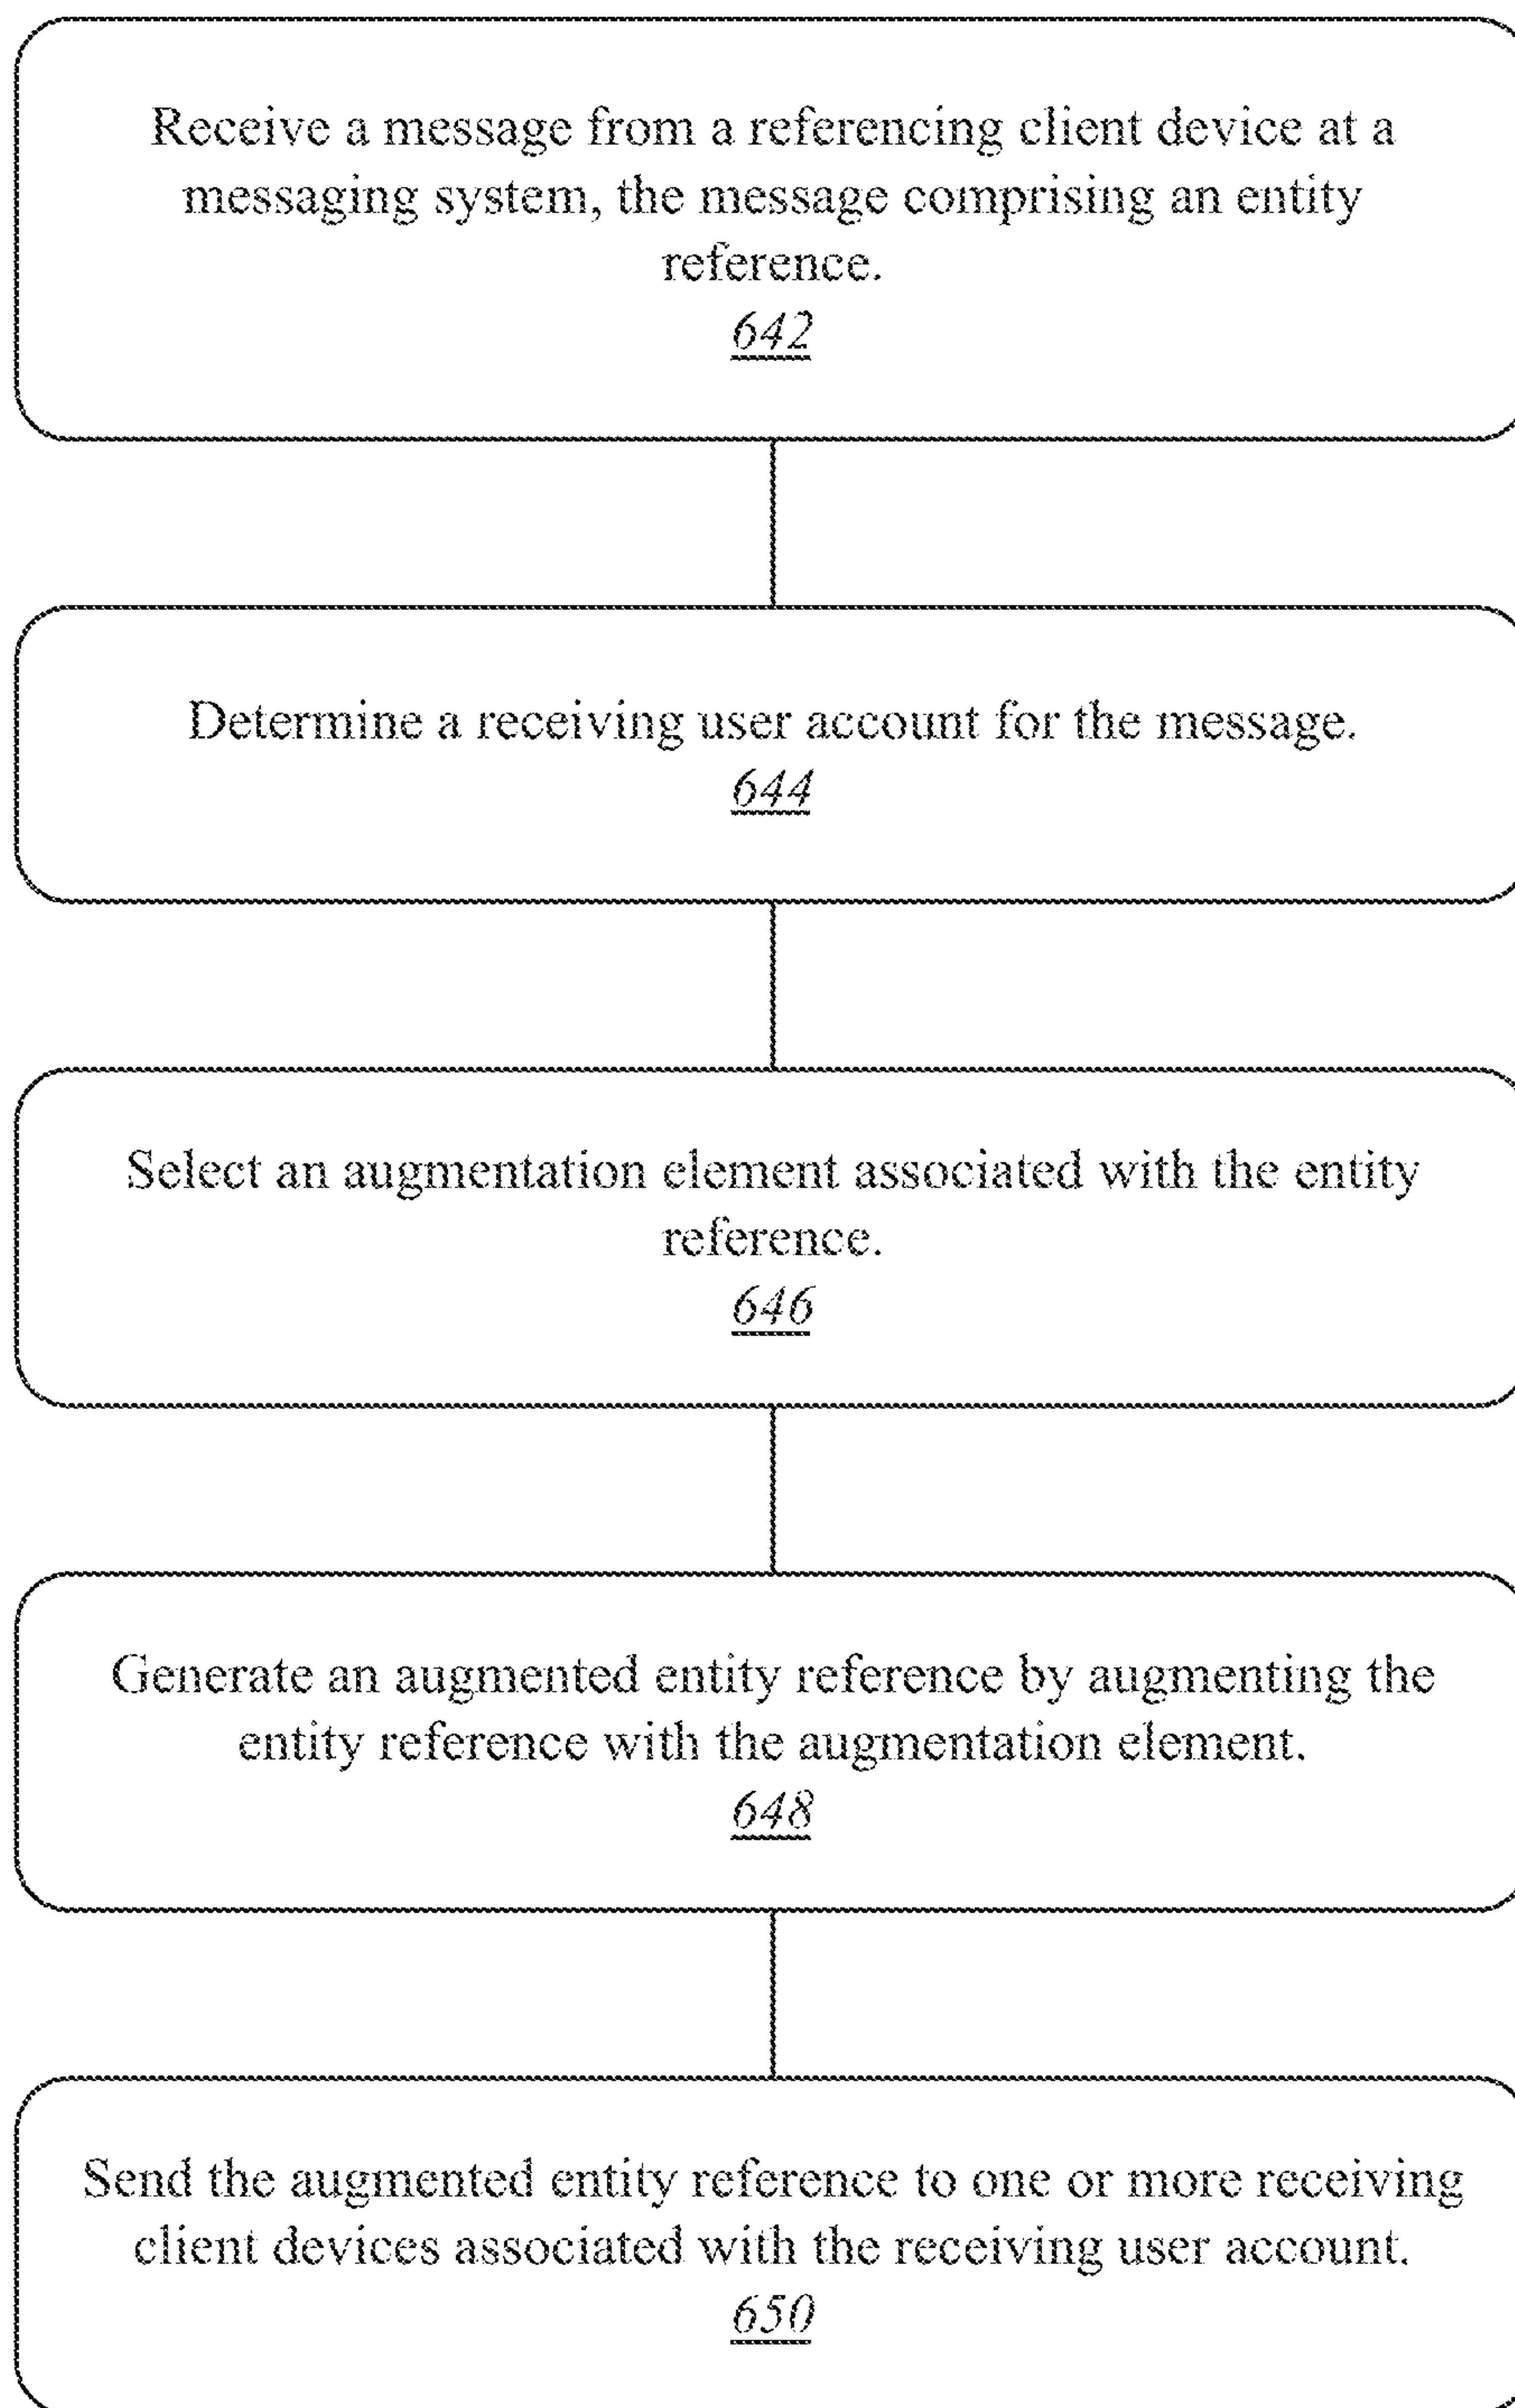 Receive a message from a referencing client device at a
messaging system, the message comprising an entity
reference.
642
Determine a receiving user account for the message.
644
Select an augmentation element associated with the entity
reference.
646
Generate an augmented entity reference by augmenting the
entity reference with the augmentation element.
648
Send the augmented entity reference to one or more receiving
client devices associated with the receiving user account.
650